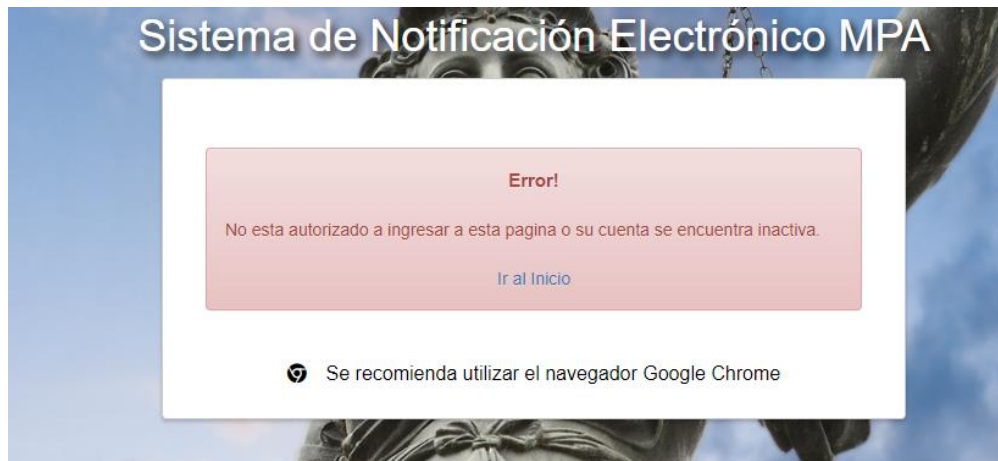 Sistema de Notificación Electrónico MPA
Error!
No esta autorizado a ingresar a esta pagina o su cuenta se encuentra inactiva.
Ir al Inicio
Se recomienda utilizar el navegador Google Chrome